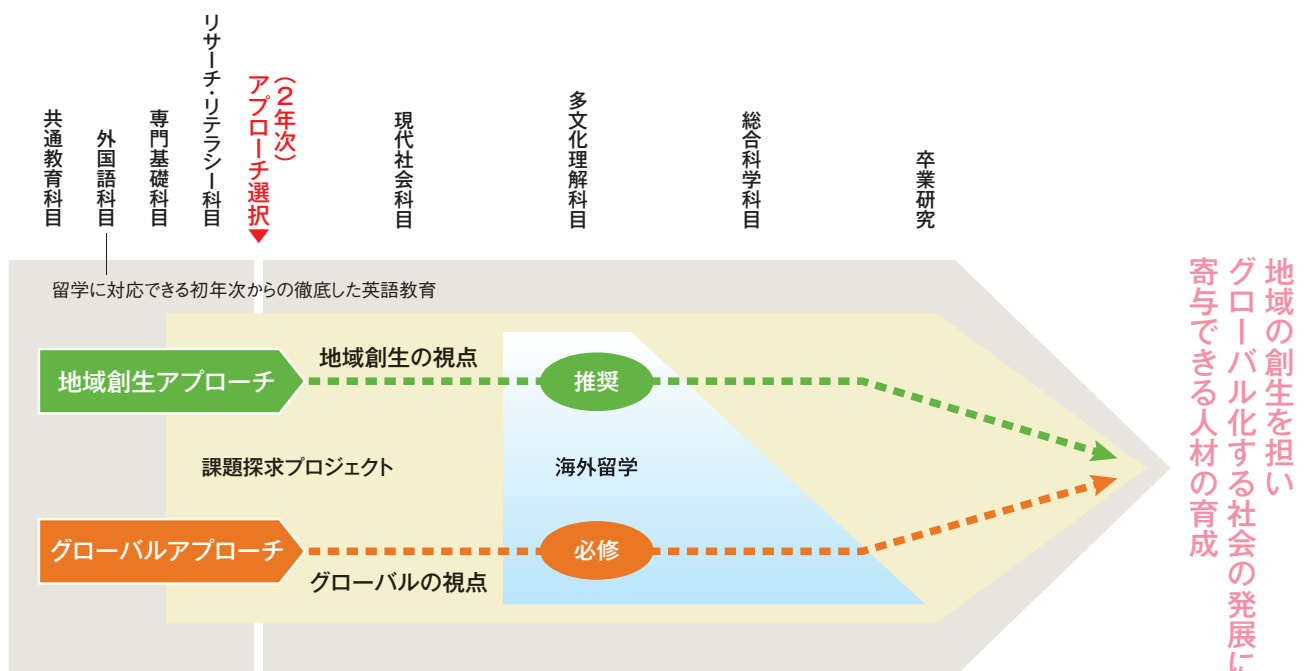 共通教育科目
外国語科目
専門基礎科目
リサーチ・リテラシー科目
（2年次）
アプローチ選択
現代社会科目
多文化理解科目
総合科学科目
卒業研究
留学に対応できる初年次からの徹底した英語教育
地域創生アプローチ
地域創生の視点
推奨
課題探求プロジェクト
海外留学
グローバルアプローチ
グローバルの視点
必修
地域の創生を担い
グローバル化する社会の発展に
寄与できる人材の育成